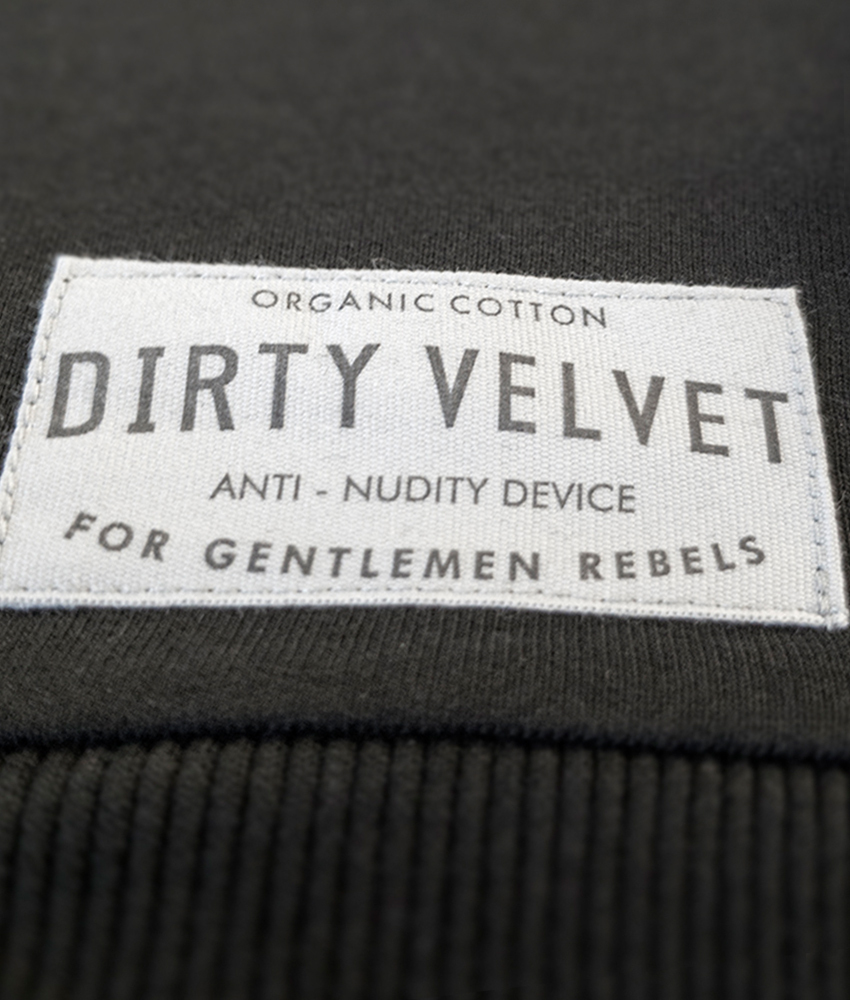 ORGANIC COTTON
DIRTY VELVET
ANTI - NUDITY DEVICE
FOR GENTLEMEN REBELS